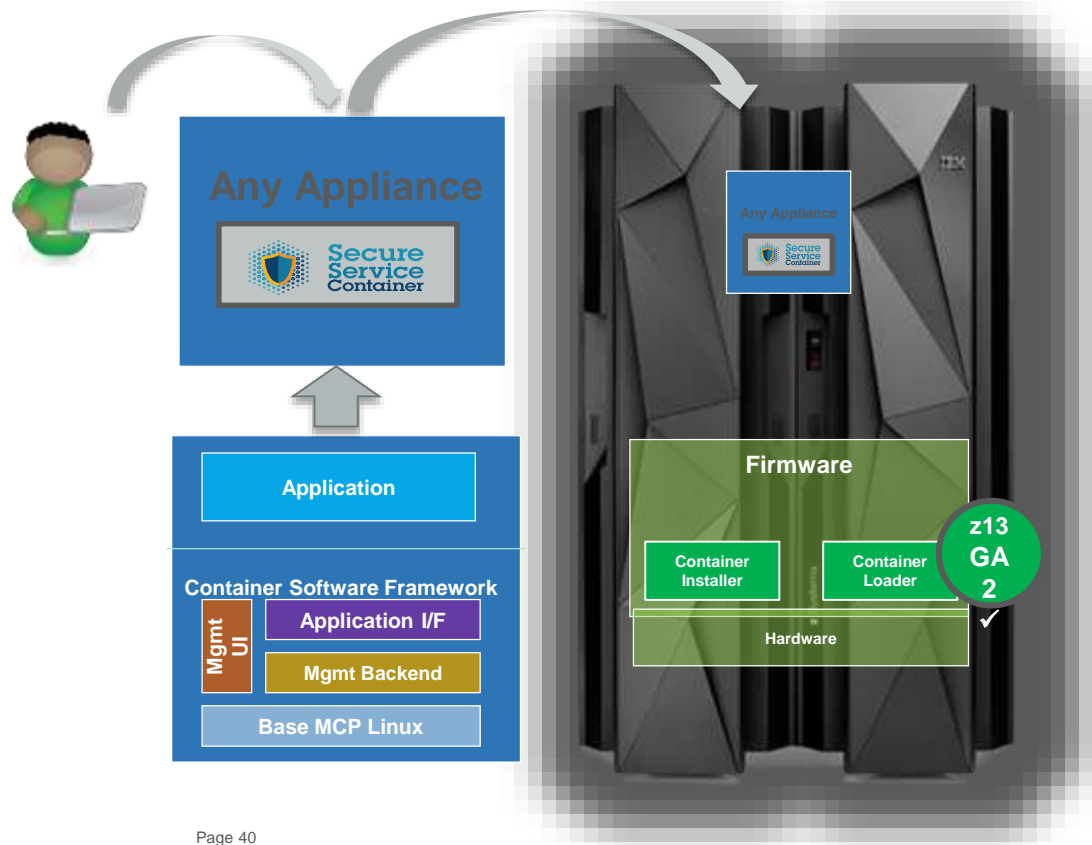 Any Appliance
Secure
Service
Container
Any Appliance
Secure
Service
Container
IBM
Application
Container Software Framework
Mgmt
UI
Application I/F
Mgmt Backend
Base MCP Linux
Firmware
Container
Installer
Container
Loader
z13
GA
2
✓
Hardware
Page 40